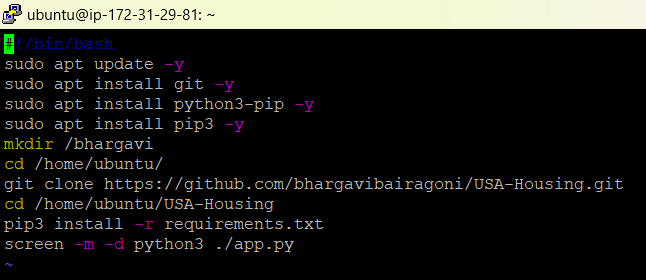 ubuntu@ip-172-31-29-81: ~
#!/bin/bash
sudo apt update -y
sudo apt install git -y
sudo apt install python3-pip -y
sudo apt install pip3 -y
mkdir /bhargavi
cd /home/ubuntu/
git clone https://github.com/bhargavibairagoni/USA-Housing.git
cd /home/ubuntu/USA-Housing
pip3 install -r requirements.txt
screen -m -d python3 ./app.py
~